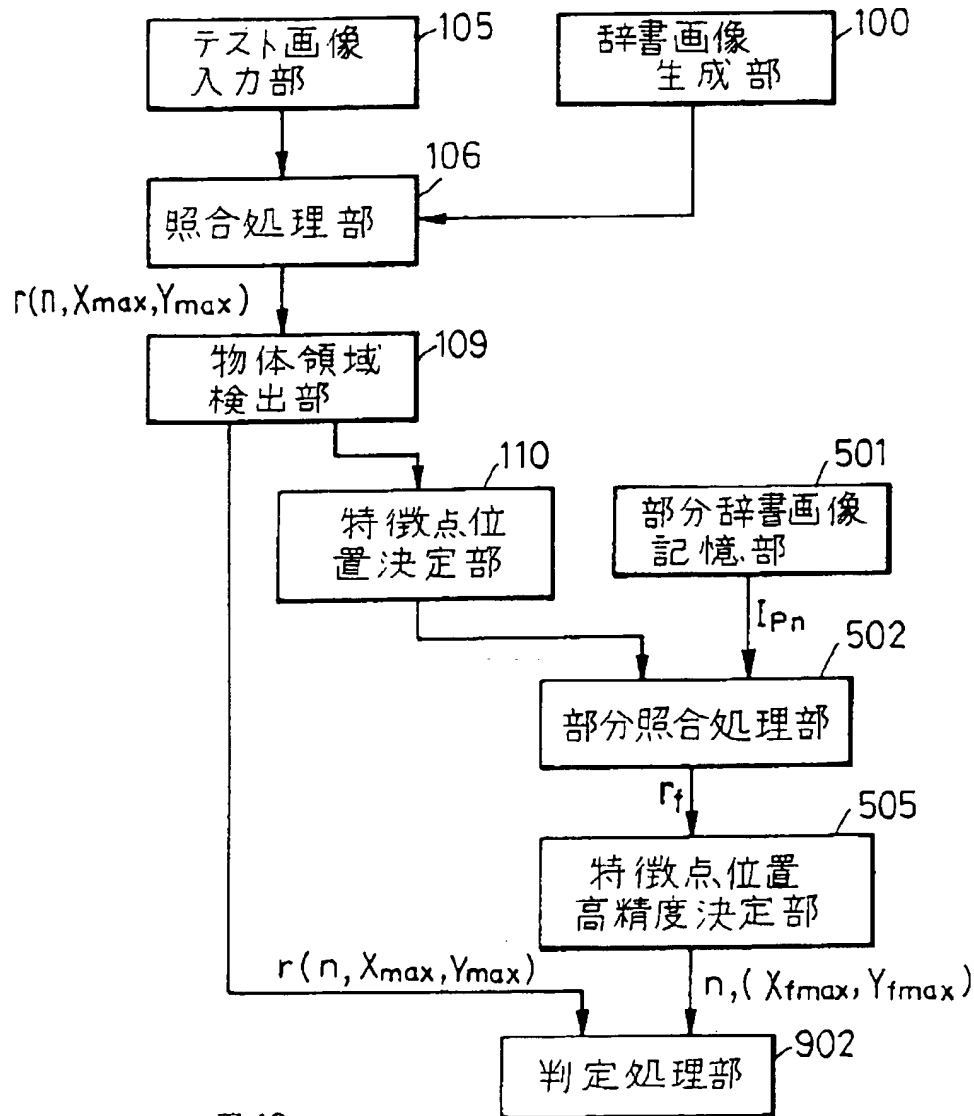 テスト画像
入力部
105
辞書画像
生成部
100
106
照合処理部
r(n,Xmax,Ymax)
物体領域
検出部
109
110
特徴点位
置決定部
501
部分辞書画像
記憶部
IPn
502
部分照合処理部
rf
505
特徴点位置
高精度決定部
r(n,Xmax,Ymax)
n,(Xfmax,Yfmax)
判定処理部
902